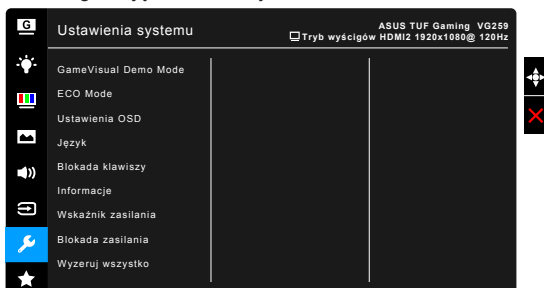 G
Ustawienia systemu
ASUS TUF Gaming VG259
Tryb wyścigów HDMI2 1920x1080@ 120Hz
GameVisual Demo Mode
ECO Mode
Ustawienia OSD
Język
Blokada klawiszy
Informacje
Wskaźnik zasilania
Blokada zasilania
Wyzeruj wszystko